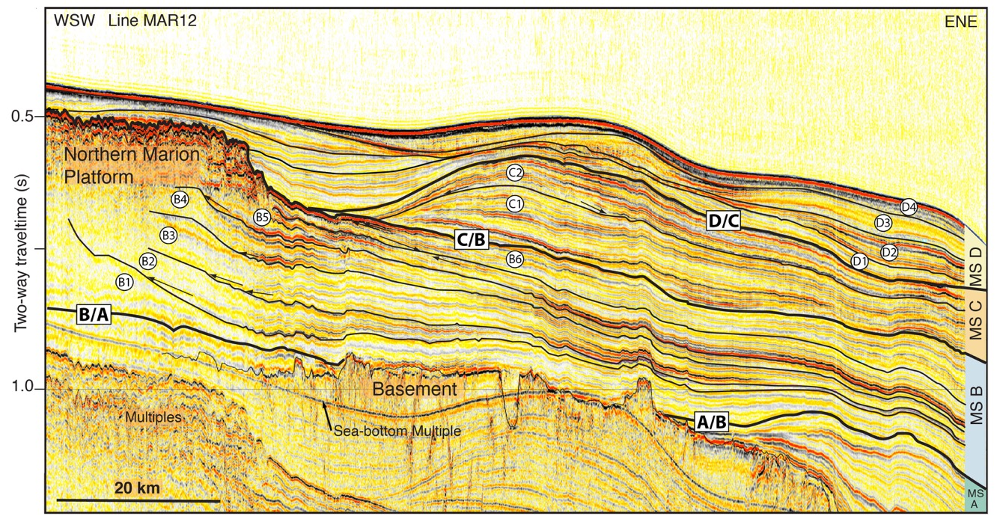 WSW Line MAR12
ENE
0.5
Northern Marion
Platform
C2
B4
C1
D4
B5
D3
D/C
B3
C/B
D2
B6
D1
B2
MS D
B1
Two-way traveltime (s)
B/A
MS C
1.0
Basement
MS B
Multiples
A/B
Sea-bottom Multiple
20 km
MS
A